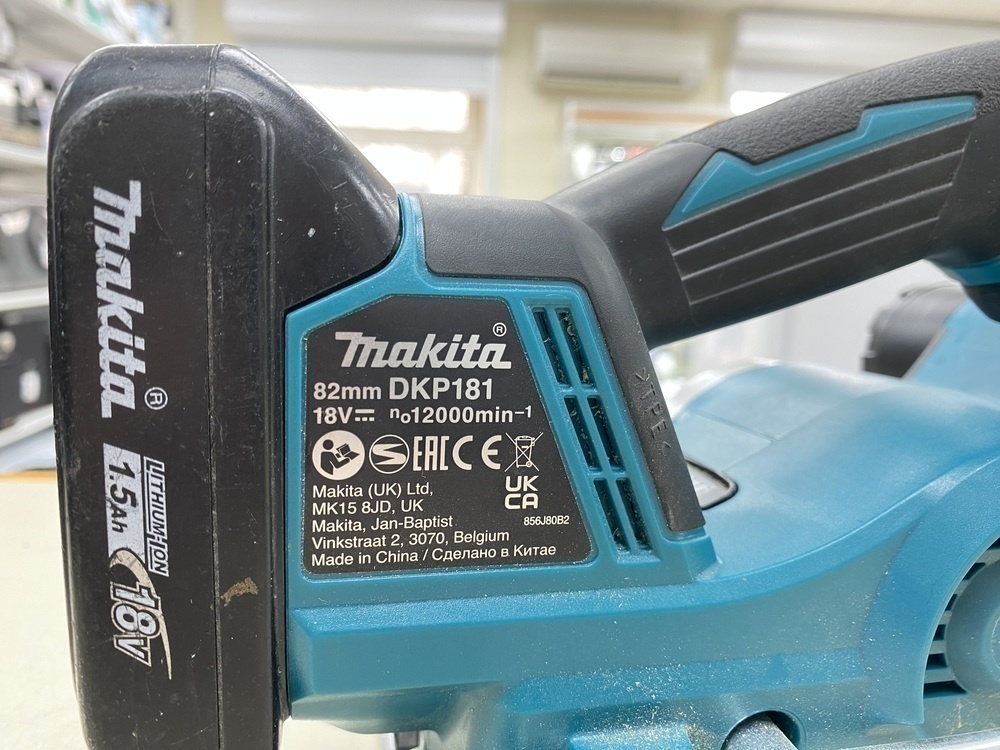 Makita®
LITHIUM-ION
1.5Ah
18V
Makita®
82mm DKP181
18V⎓ n₀12000min⁻¹
S EAC CE
Makita (UK) Ltd,
MK15 8JD, UK
UK
CA
Makita, Jan-Baptist
856J80B2
Vinkstraat 2, 3070, Belgium
Made in China / Сделано в Китае
>TPE<